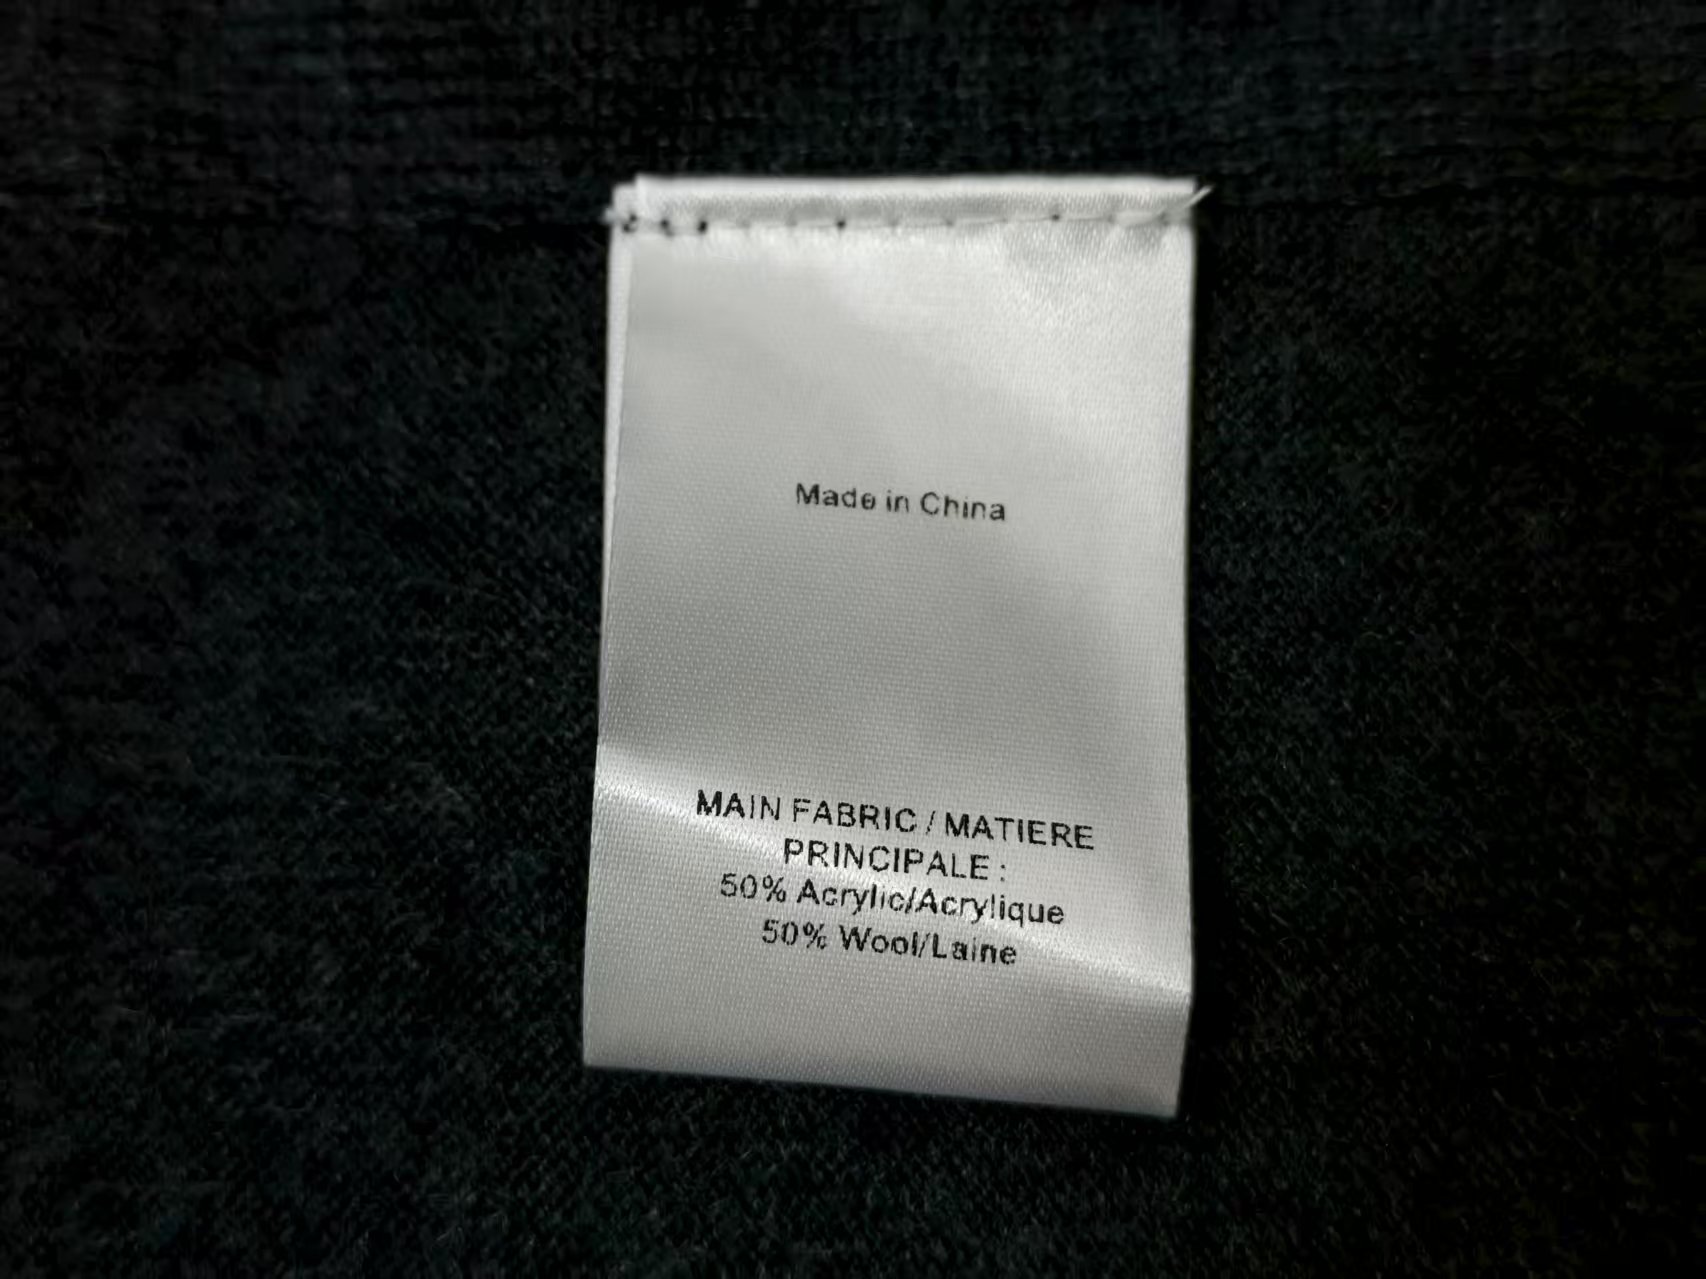 Made in China
MAIN FABRIC / MATIERE
PRINCIPALE :
50% Acrylic/Acrylique
50% Wool/Laine